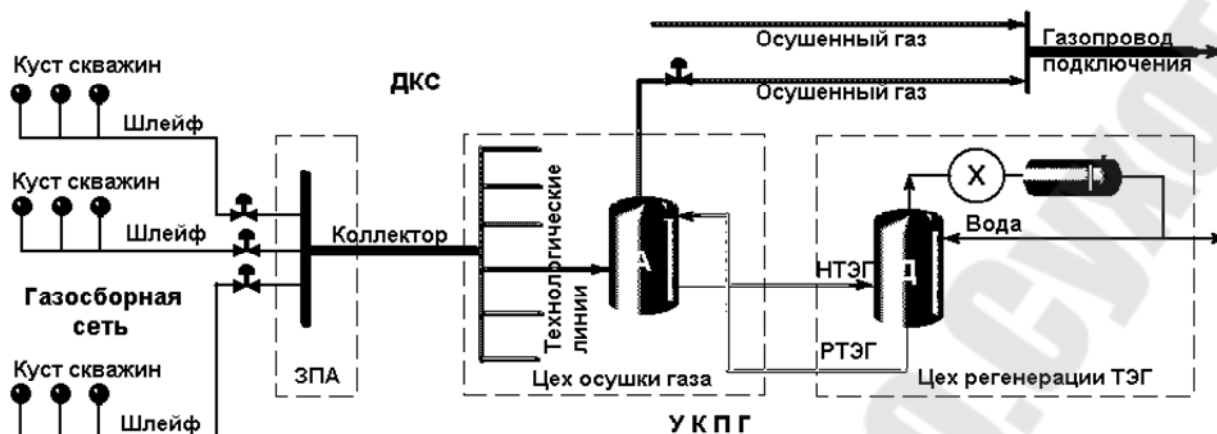 Осушенный газ
Газопровод
подключения
Куст скважин
ДКС
Осушенный газ
Шлейф
Куст скважин
Х
А
Технологические
линии
Шлейф
Коллектор
Вода
НТЭГ
Д
Газосборная
сеть
РТЭГ
Куст скважин
ЗПА
Цех осушки газа
Цех регенерации ТЭГ
Шлейф
У К П Г